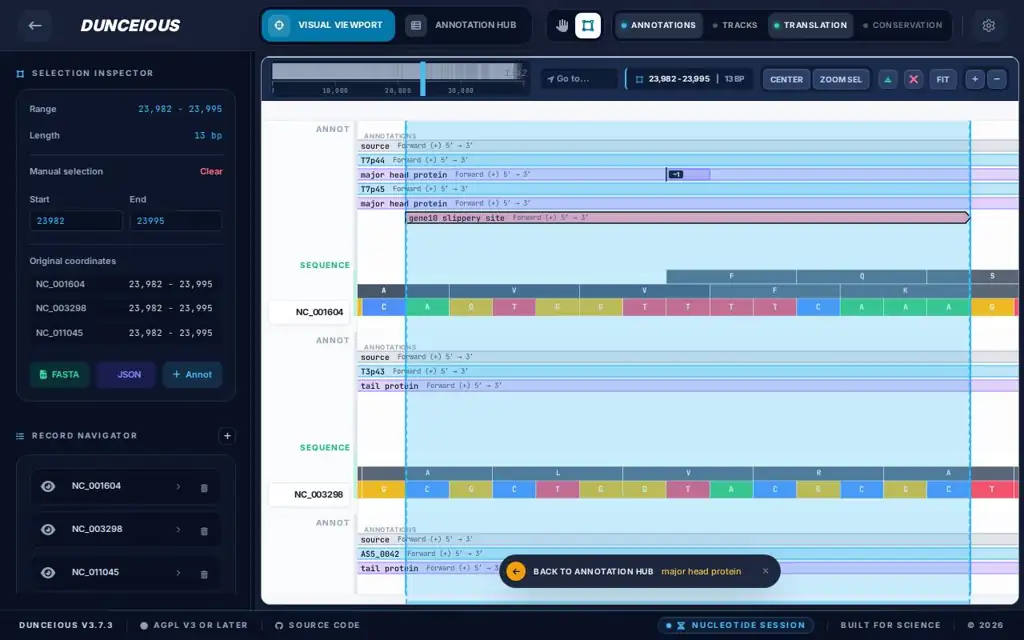 DUNCEIOUS
VISUAL VIEWPORT
ANNOTATION HUB
ANNOTATIONS
TRACKS
TRANSLATION
CONSERVATION
SELECTION INSPECTOR
Range 23,982 - 23,995
Length 13 bp
Manual selection Clear
Start End
23982 23995
Original coordinates
NC_001604 23,982 - 23,995
NC_003298 23,982 - 23,995
NC_011045 23,982 - 23,995
FASTA JSON + Annot
RECORD NAVIGATOR +
NC_001604
NC_003298
NC_011045
10,000 20,000 30,000
Go to...
23,982 - 23,995 | 13 BP
CENTER ZOOM SEL FIT + −
ANNOT
ANNOTATIONS
source Forward (+) 5' → 3'
T7p44 Forward (+) 5' → 3'
major head protein Forward (+) 5' → 3' −1
T7p45 Forward (+) 5' → 3'
major head protein Forward (+) 5' → 3'
gene10 slippery site Forward (+) 5' → 3'
SEQUENCE
F Q S
A V V F K
NC_001604 C A G T G G T T T T C A A A G
ANNOT
ANNOTATIONS
source Forward (+) 5' → 3'
T3p43 Forward (+) 5' → 3'
tail protein Forward (+) 5' → 3'
SEQUENCE
A L V R A
NC_003298 G C G C T G G T A C G C G C T
ANNOT
ANNOTATIONS
source Forward (+) 5' → 3'
AS5_0042 Forward (+) 5' → 3'
tail protein Forward (+) 5' → 3'
← BACK TO ANNOTATION HUB major head protein ×
DUNCEIOUS V3.7.3
AGPL V3 OR LATER
SOURCE CODE
NUCLEOTIDE SESSION
BUILT FOR SCIENCE
© 2026